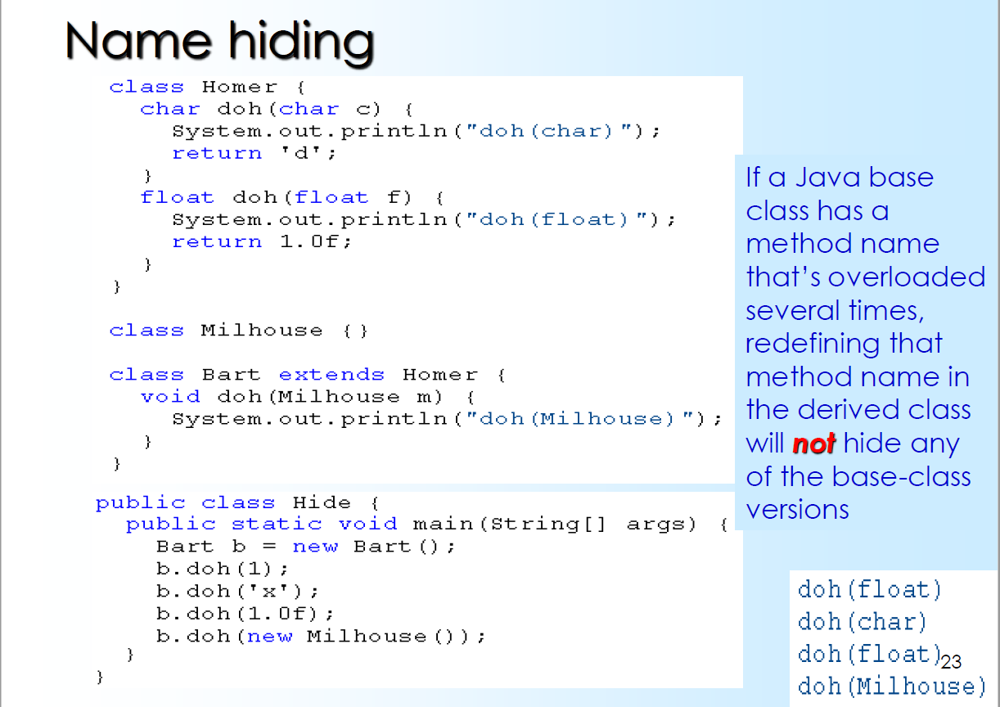 Name hiding
class Homer {
char doh(char c) {
System.out.println("doh(char)");
return 'd';
}
float doh(float f) {
System.out.println("doh(float)");
return 1.0f;
}
}
class Milhouse {}
class Bart extends Homer {
void doh(Milhouse m) {
System.out.println("doh(Milhouse)");
}
}
public class Hide {
public static void main(String[] args) {
Bart b = new Bart();
b.doh(1);
b.doh('x');
b.doh(1.0f);
b.doh(new Milhouse());
}
}
If a Java base
class has a
method name
that's overloaded
several times,
redefining that
method name in
the derived class
will not hide any
of the base-class
versions
doh(float)
doh(char)
doh(float)
doh(Milhouse)
23